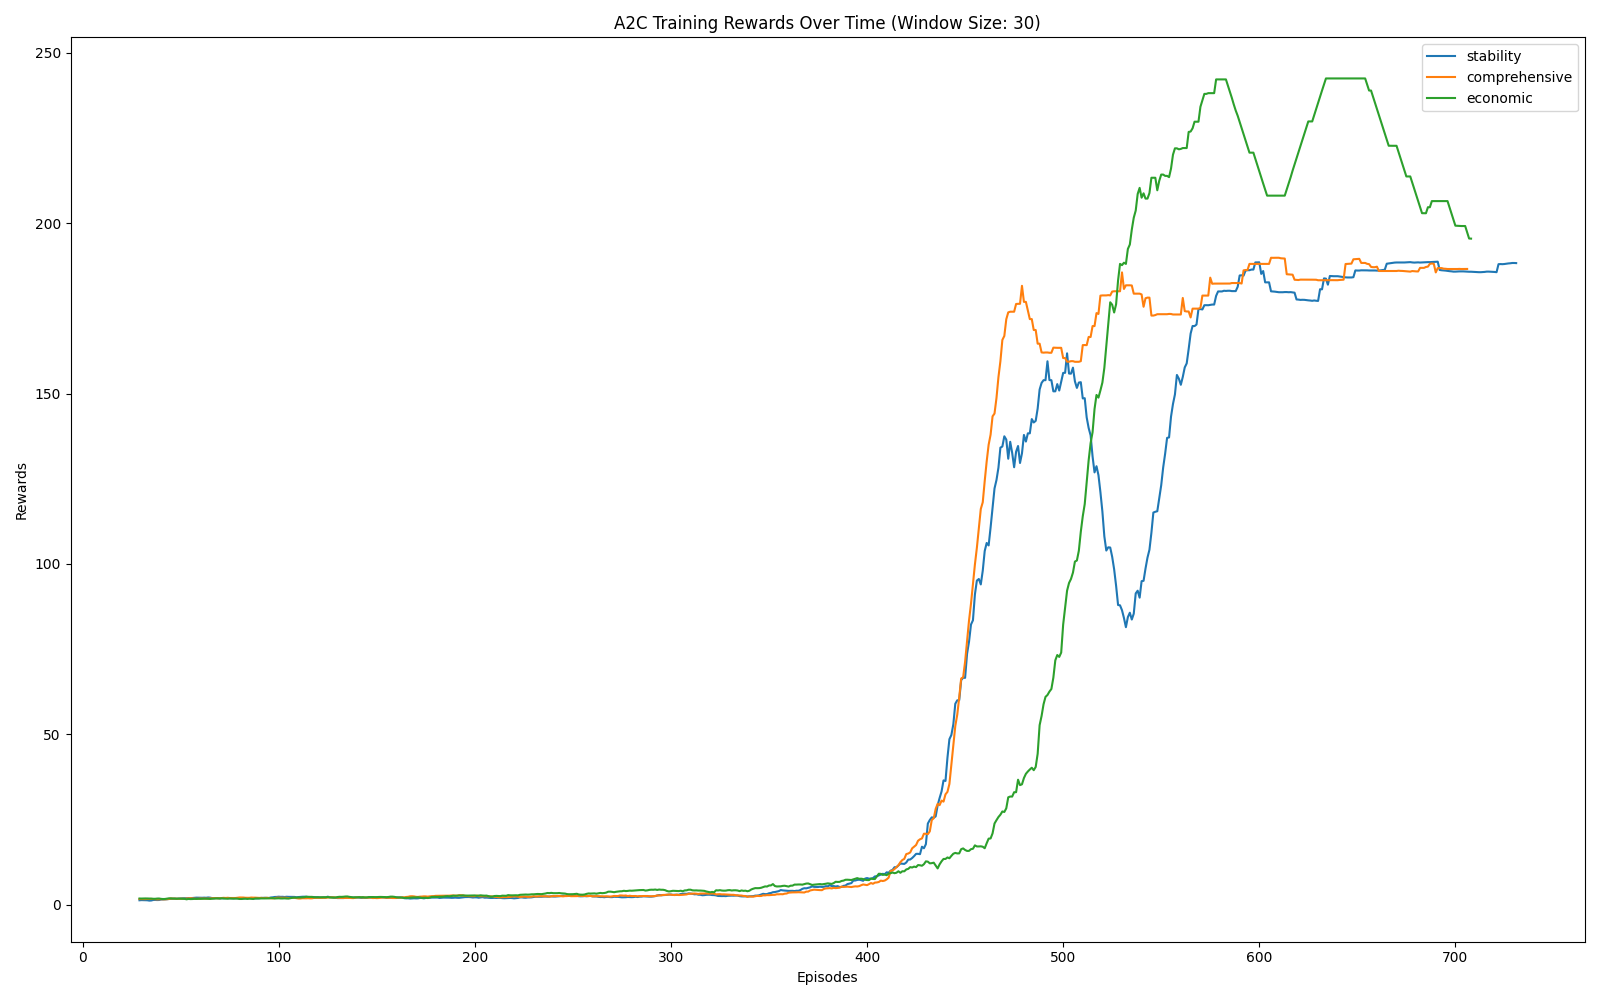 A2C Training Rewards Over Time (Window Size: 30)
stability
comprehensive
economic
250
200
150
100
50
0
Rewards
0 100 200 300 400 500 600 700
Episodes